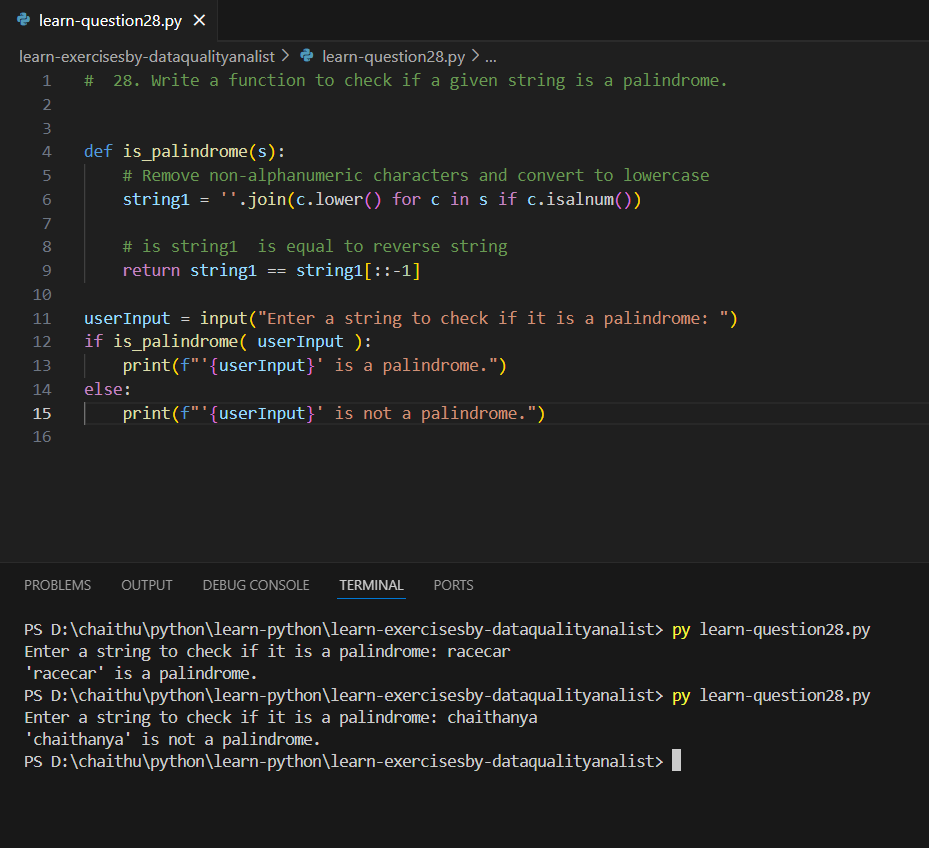 learn-question28.py ×
learn-exercisesby-dataqualityanalist > learn-question28.py > ...
1 #  28. Write a function to check if a given string is a palindrome.
2
3
4 def is_palindrome(s):
5     # Remove non-alphanumeric characters and convert to lowercase
6     string1 = ''.join(c.lower() for c in s if c.isalnum())
7
8     # is string1  is equal to reverse string
9     return string1 == string1[::-1]
10
11 userInput = input("Enter a string to check if it is a palindrome: ")
12 if is_palindrome( userInput ):
13     print(f"'{userInput}' is a palindrome.")
14 else:
15     print(f"'{userInput}' is not a palindrome.")
16
PROBLEMS OUTPUT DEBUG CONSOLE TERMINAL PORTS
PS D:\chaithu\python\learn-python\learn-exercisesby-dataqualityanalist> py learn-question28.py
Enter a string to check if it is a palindrome: racecar
'racecar' is a palindrome.
PS D:\chaithu\python\learn-python\learn-exercisesby-dataqualityanalist> py learn-question28.py
Enter a string to check if it is a palindrome: chaithanya
'chaithanya' is not a palindrome.
PS D:\chaithu\python\learn-python\learn-exercisesby-dataqualityanalist>